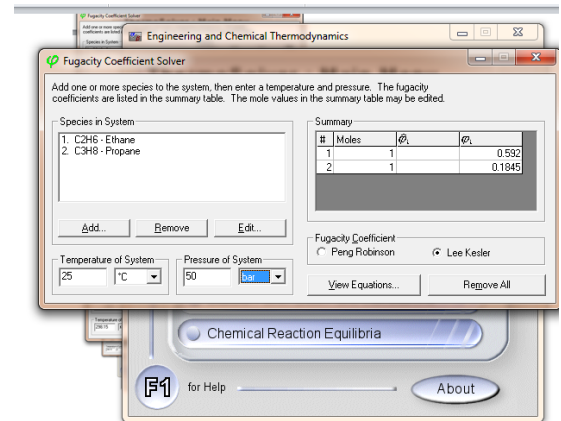 Fugacity Coefficient Solver
Engineering and Chemical Thermodynamics
Fugacity Coefficient Solver
Add one or more species to the system, then enter a temperature and pressure. The fugacity
coefficients are listed in the summary table. The mole values in the summary table may be edited.
Species in System
1. C2H6 - Ethane
2. C3H8 - Propane
Add... Remove Edit...
Temperature of System
25 °C
Pressure of System
50 bar
Summary
# Moles φ̂i φi
1 1 0.592
2 1 0.1845
Fugacity Coefficient
Peng Robinson Lee Kesler
View Equations... Remove All
Chemical Reaction Equilibria
F1 for Help About